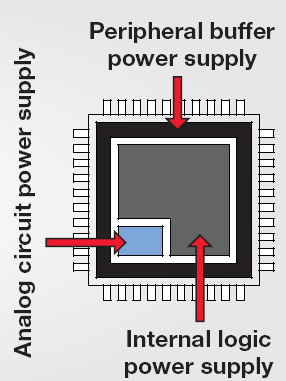 Peripheral buffer
power supply
Analog circuit power supply
Internal logic
power supply